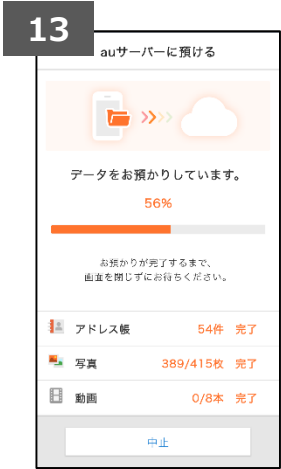 13
auサーバーに預ける
データをお預かりしています。
56%
お預かりが完了するまで、
画面を閉じずにお待ちください。
アドレス帳 54件 完了
写真 389/415枚 完了
動画 0/8本 完了
中止